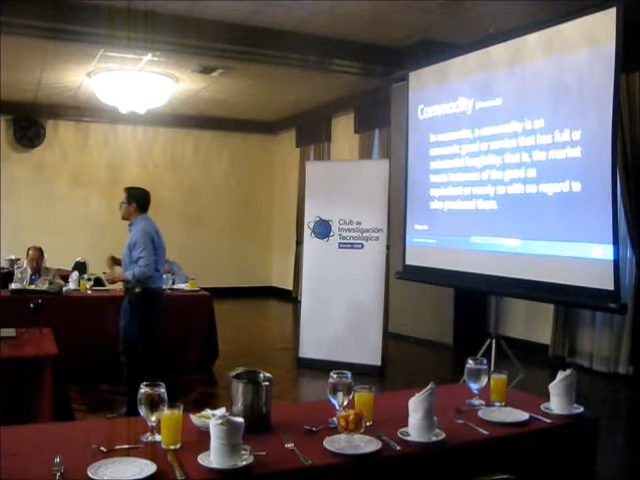 Commodity
In economics, a commodity is an
economic good or service that has full or
substantial fungibility: that is, the market
treats instances of the good as
equivalent or nearly so with no regard to
who produced them.
Club de
Investigación
Tecnológica